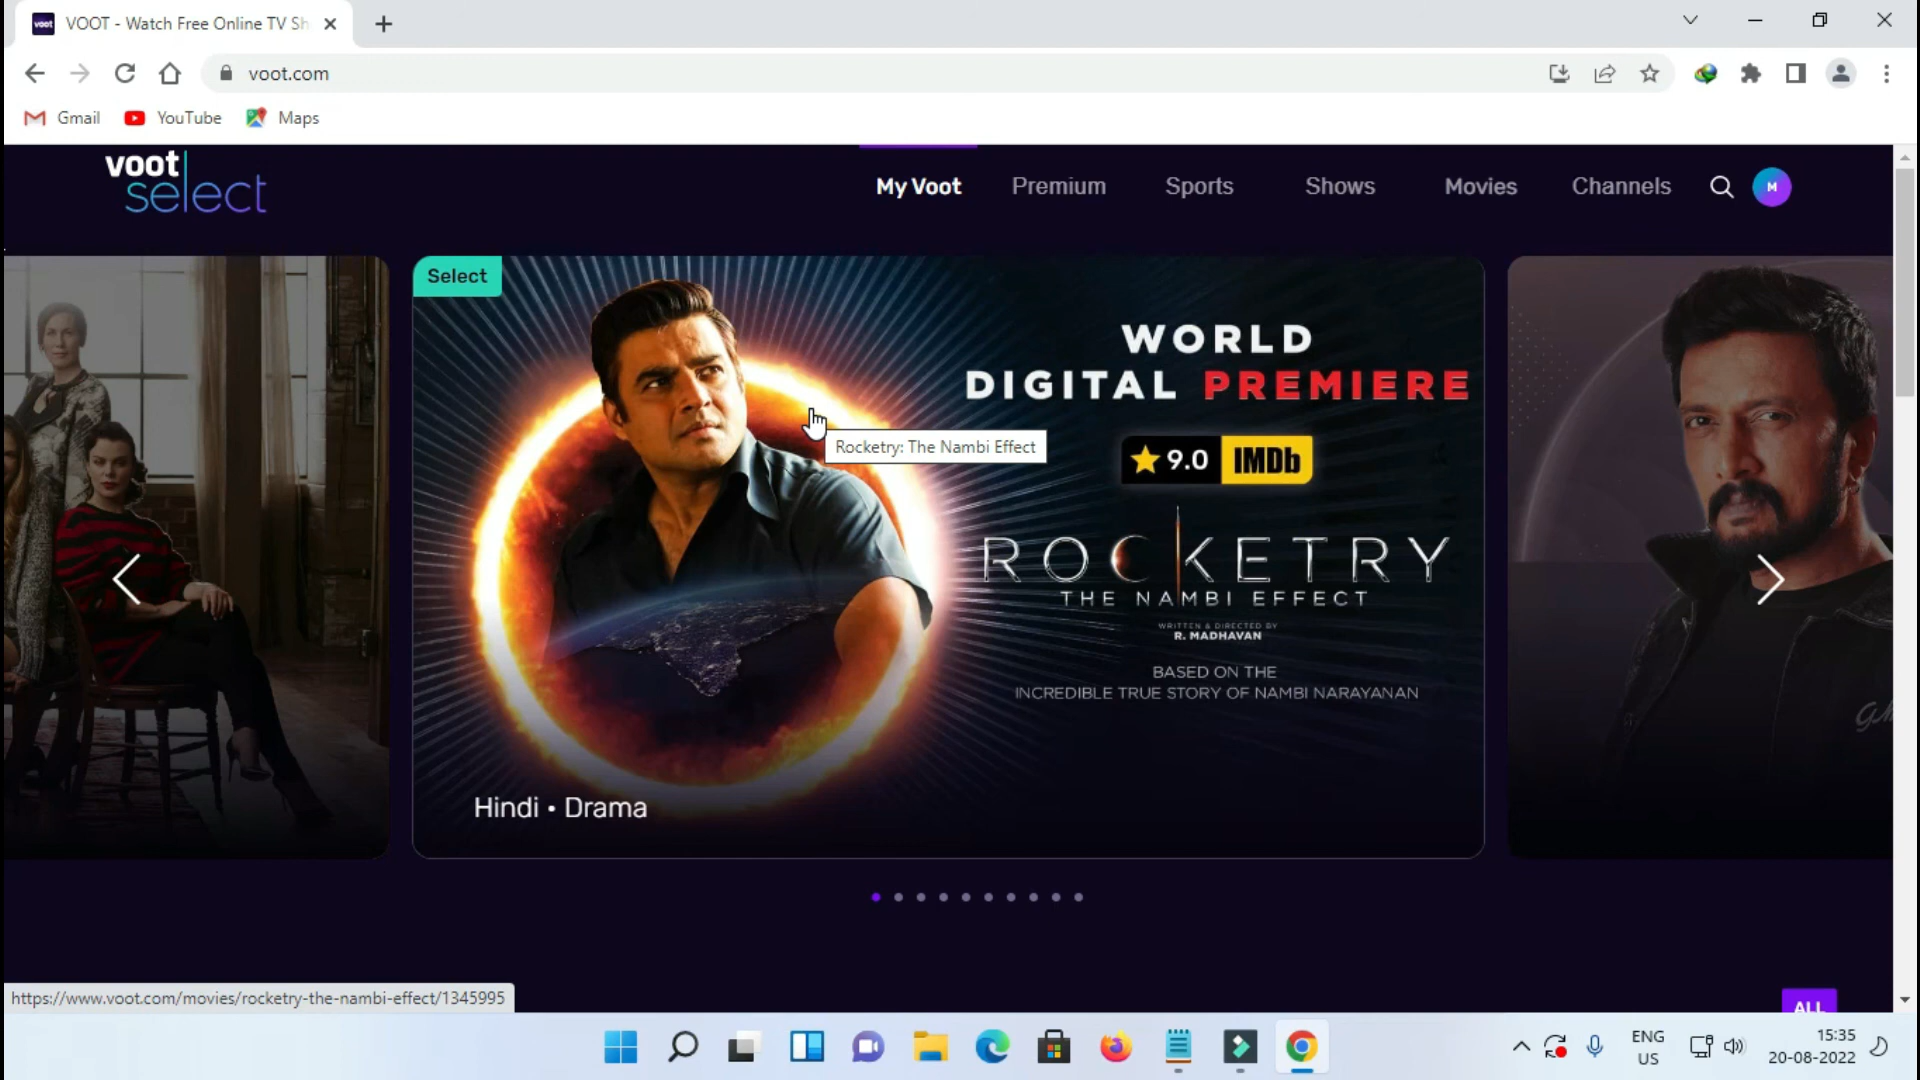 voot VOOT - Watch Free Online TV Sh
voot.com
Gmail YouTube Maps
voot
select
My Voot Premium Sports Shows Movies Channels M
Select
WORLD
DIGITAL PREMIERE
Rocketry: The Nambi Effect
9.0 IMDb
ROCKETRY
THE NAMBI EFFECT
WRITTEN & DIRECTED BY
R. MADHAVAN
BASED ON THE
INCREDIBLE TRUE STORY OF NAMBI NARAYANAN
Hindi • Drama
https://www.voot.com/movies/rocketry-the-nambi-effect/1345995
ALL
ENG
US
15:35
20-08-2022